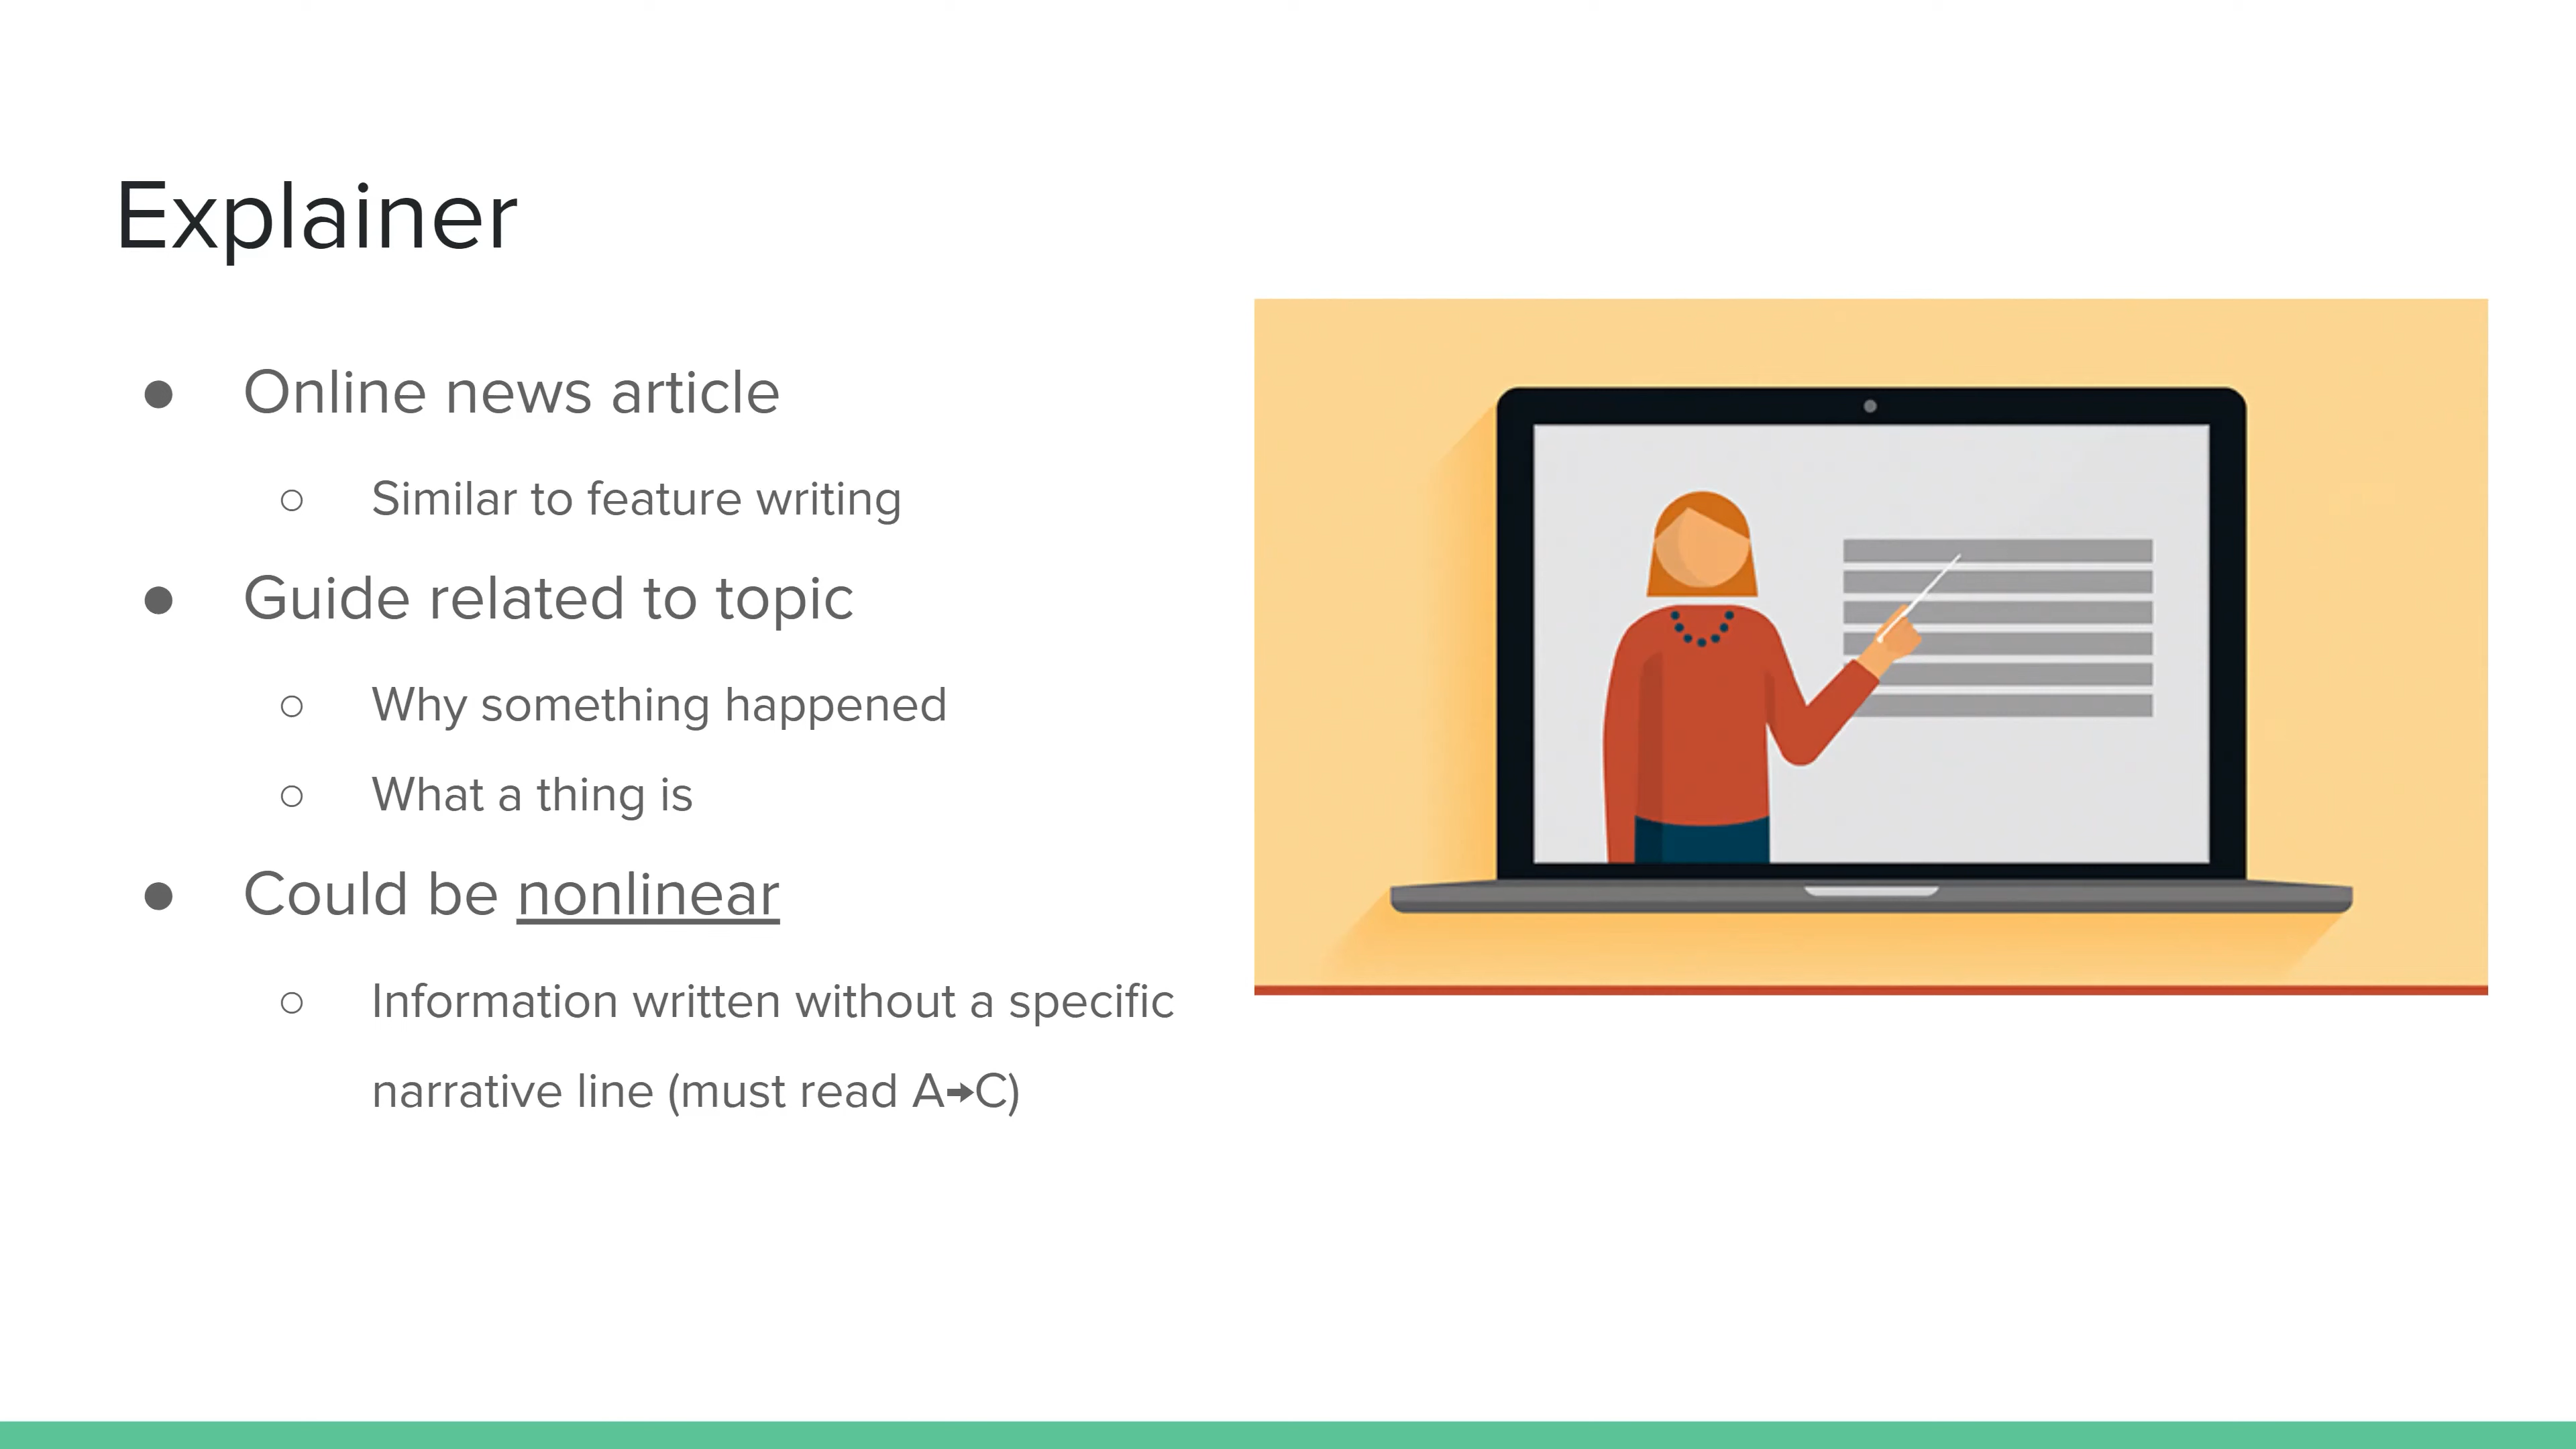 Explainer
● Online news article
○ Similar to feature writing
● Guide related to topic
○ Why something happened
○ What a thing is
● Could be nonlinear
○ Information written without a specific
narrative line (must read A→C)